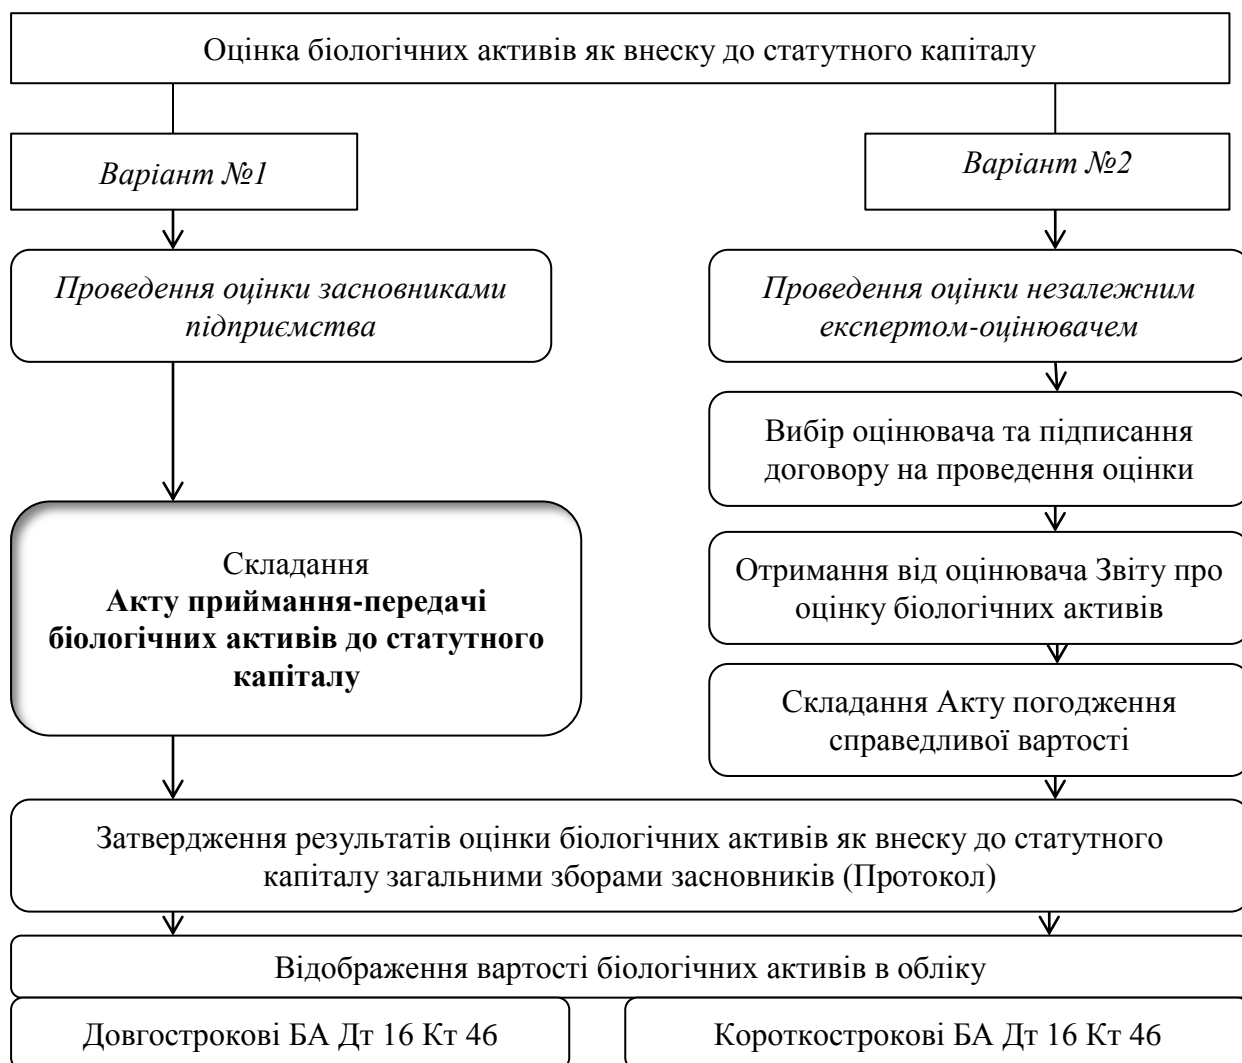 Оцінка біологічних активів як внеску до статутного капіталу
Варіант №1
Варіант №2
Проведення оцінки засновниками
підприємства
Проведення оцінки незалежним
експертом-оцінювачем
Вибір оцінювача та підписання
договору на проведення оцінки
Складання
Акту приймання-передачі
біологічних активів до статутного
капіталу
Отримання від оцінювача Звіту про
оцінку біологічних активів
Складання Акту погодження
справедливої вартості
Затвердження результатів оцінки біологічних активів як внеску до статутного
капіталу загальними зборами засновників (Протокол)
Відображення вартості біологічних активів в обліку
Довгострокові БА Дт 16 Кт 46
Короткострокові БА Дт 16 Кт 46